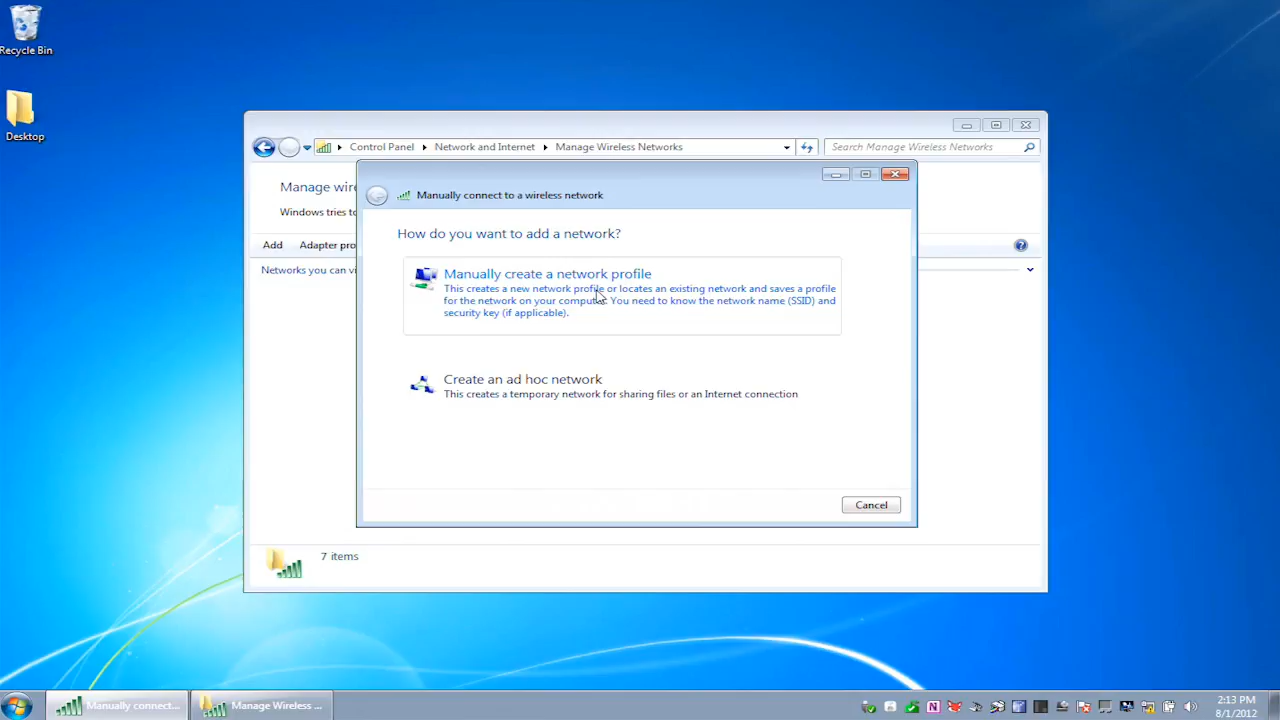 Recycle Bin
Desktop
Control Panel
Network and Internet
Manage Wireless Networks
Search Manage Wireless Networks
Manage wire
Windows tries to
Add
Adapter pro
Networks you can vi
Manually connect to a wireless network
How do you want to add a network?
Manually create a network profile
This creates a new network profile or locates an existing network and saves a profile
for the network on your computer. You need to know the network name (SSID) and
security key (if applicable).
Create an ad hoc network
This creates a temporary network for sharing files or an Internet connection
Cancel
7 items
Manually connect...
Manage Wireless ...
2:13 PM
8/1/2012